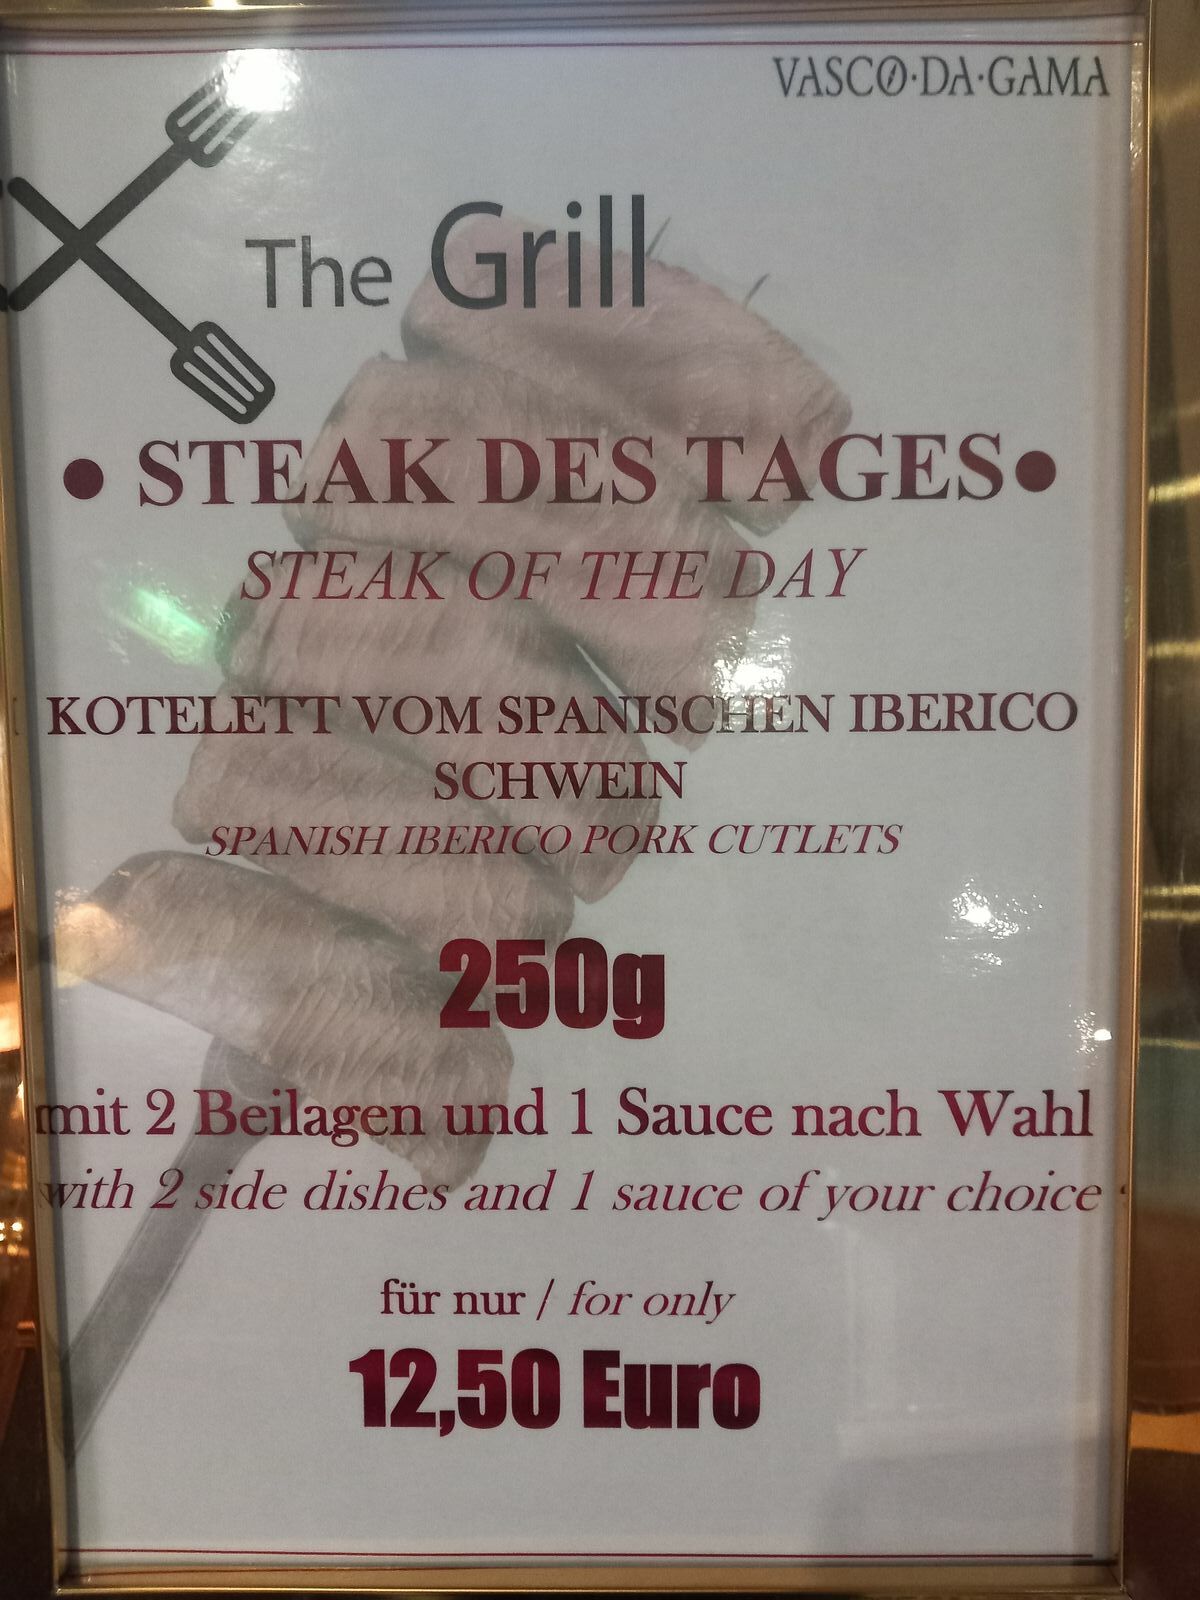 VASCO·DA·GAMA
The Grill
• STEAK DES TAGES•
STEAK OF THE DAY
KOTELETT VOM SPANISCHEN IBERICO
SCHWEIN
SPANISH IBERICO PORK CUTLETS
250g
mit 2 Beilagen und 1 Sauce nach Wahl
with 2 side dishes and 1 sauce of your choice
für nur / for only
12,50 Euro